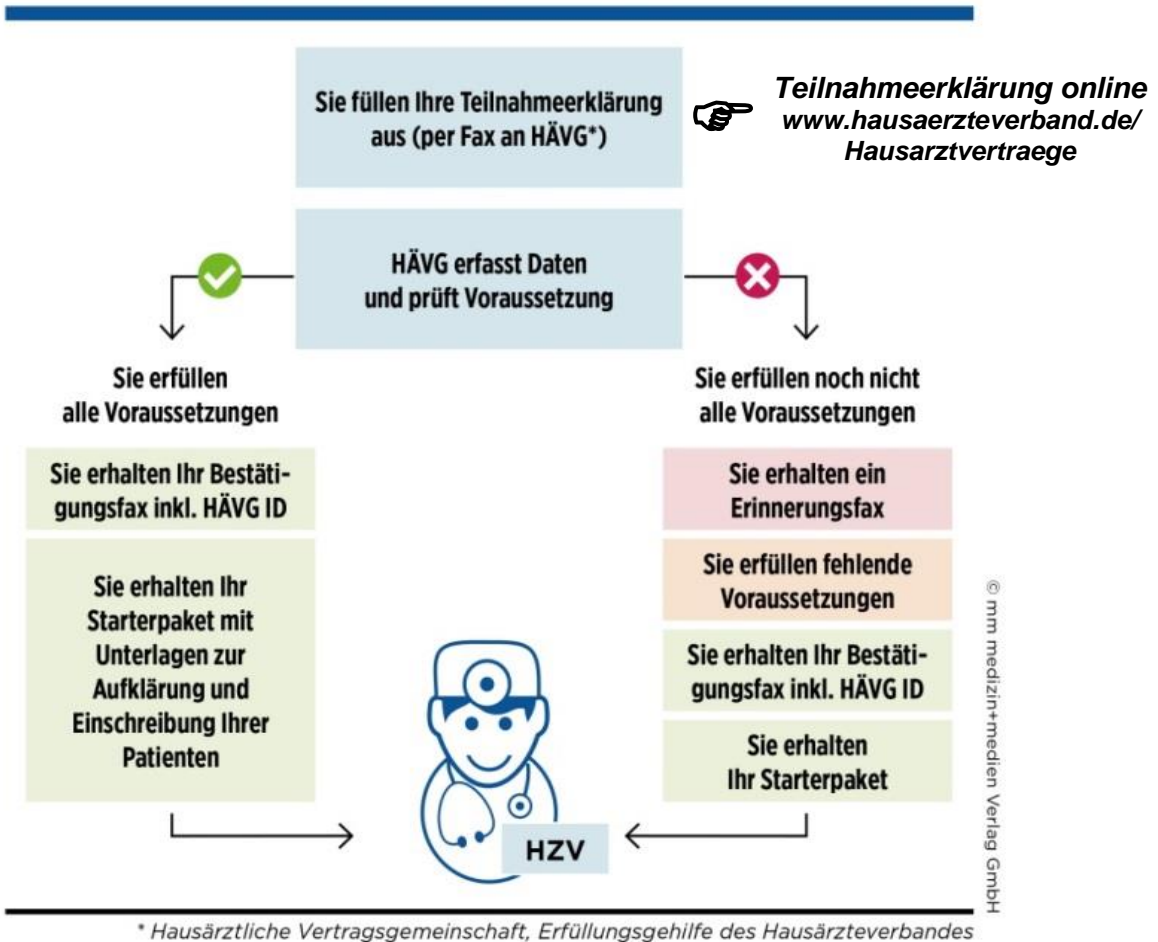 Sie füllen Ihre Teilnahmeerklärung
aus (per Fax an HÄVG*)
Teilnahmeerklärung online
www.hausaerzteverband.de/
Hausarztvertraege
HÄVG erfasst Daten
und prüft Voraussetzung
Sie erfüllen
alle Voraussetzungen
Sie erhalten Ihr Bestäti-
gungsfax inkl. HÄVG ID
Sie erhalten Ihr
Starterpaket mit
Unterlagen zur
Aufklärung und
Einschreibung Ihrer
Patienten
Sie erfüllen noch nicht
alle Voraussetzungen
Sie erhalten ein
Erinnerungsfax
Sie erfüllen fehlende
Voraussetzungen
Sie erhalten Ihr Bestäti-
gungsfax inkl. HÄVG ID
Sie erhalten
Ihr Starterpaket
HZV
© mm medizin+medien Verlag GmbH
* Hausärztliche Vertragsgemeinschaft, Erfüllungsgehilfe des Hausärzteverbandes